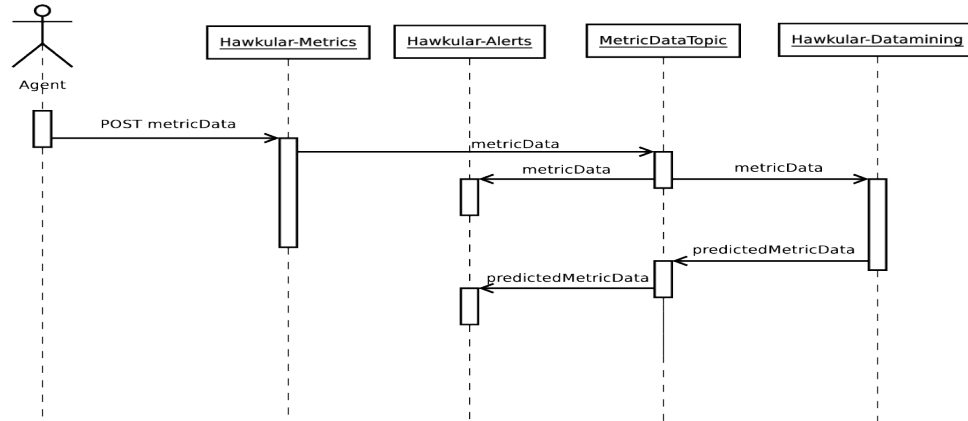 Agent
Hawkular-Metrics
Hawkular-Alerts
MetricDataTopic
Hawkular-Datamining
POST metricData
metricData
metricData
metricData
predictedMetricData
predictedMetricData